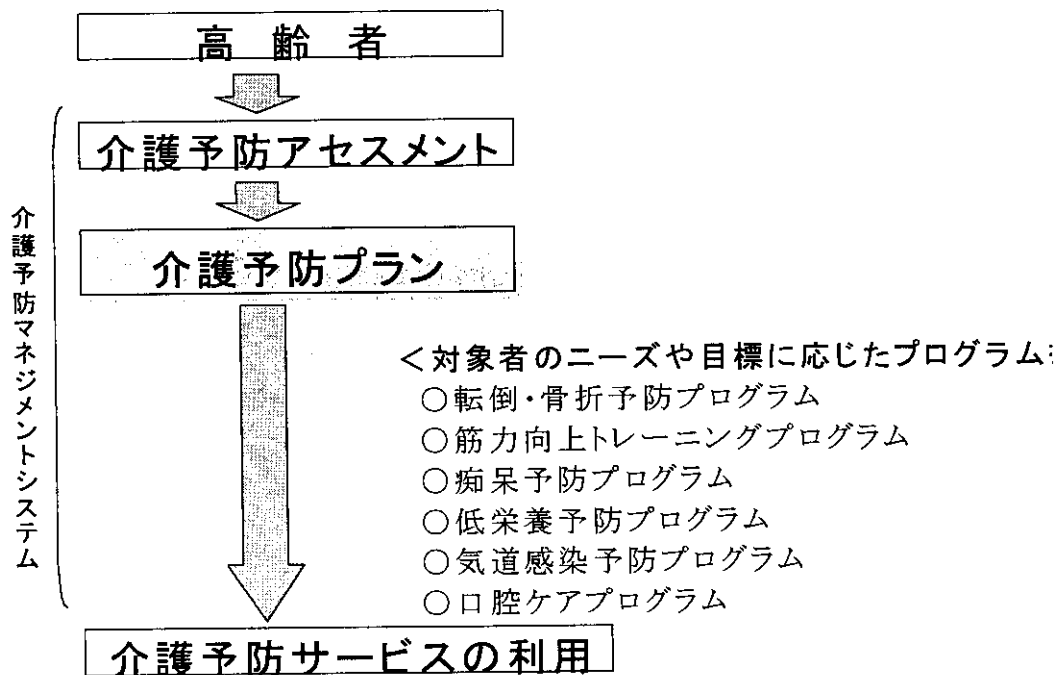 高齢者
介護予防アセスメント
介護予防プラン
介護予防マネジメントシステム
＜対象者のニーズや目標に応じたプログラム
○転倒・骨折予防プログラム
○筋力向上トレーニングプログラム
○痴呆予防プログラム
○低栄養予防プログラム
○気道感染予防プログラム
○口腔ケアプログラム
介護予防サービスの利用